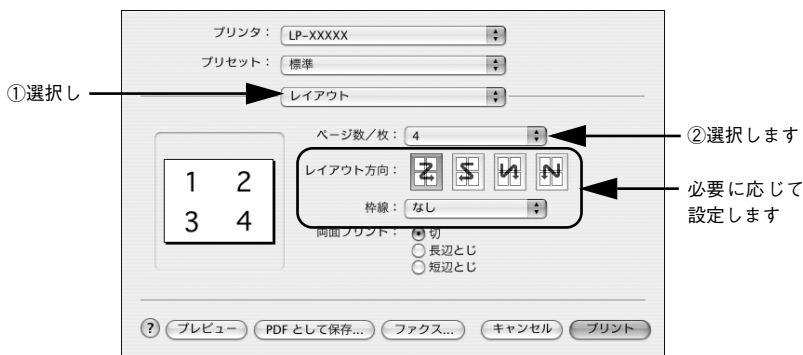 プリンタ： LP-XXXXX
プリセット： 標準
①選択し
レイアウト
ページ数／枚： 4
②選択します
レイアウト方向：
必要に応じて
設定します
枠線： なし
両面プリント： 切
長辺とじ
短辺とじ
1 2
3 4
? プレビュー PDF として保存... ファクス... キャンセル プリント